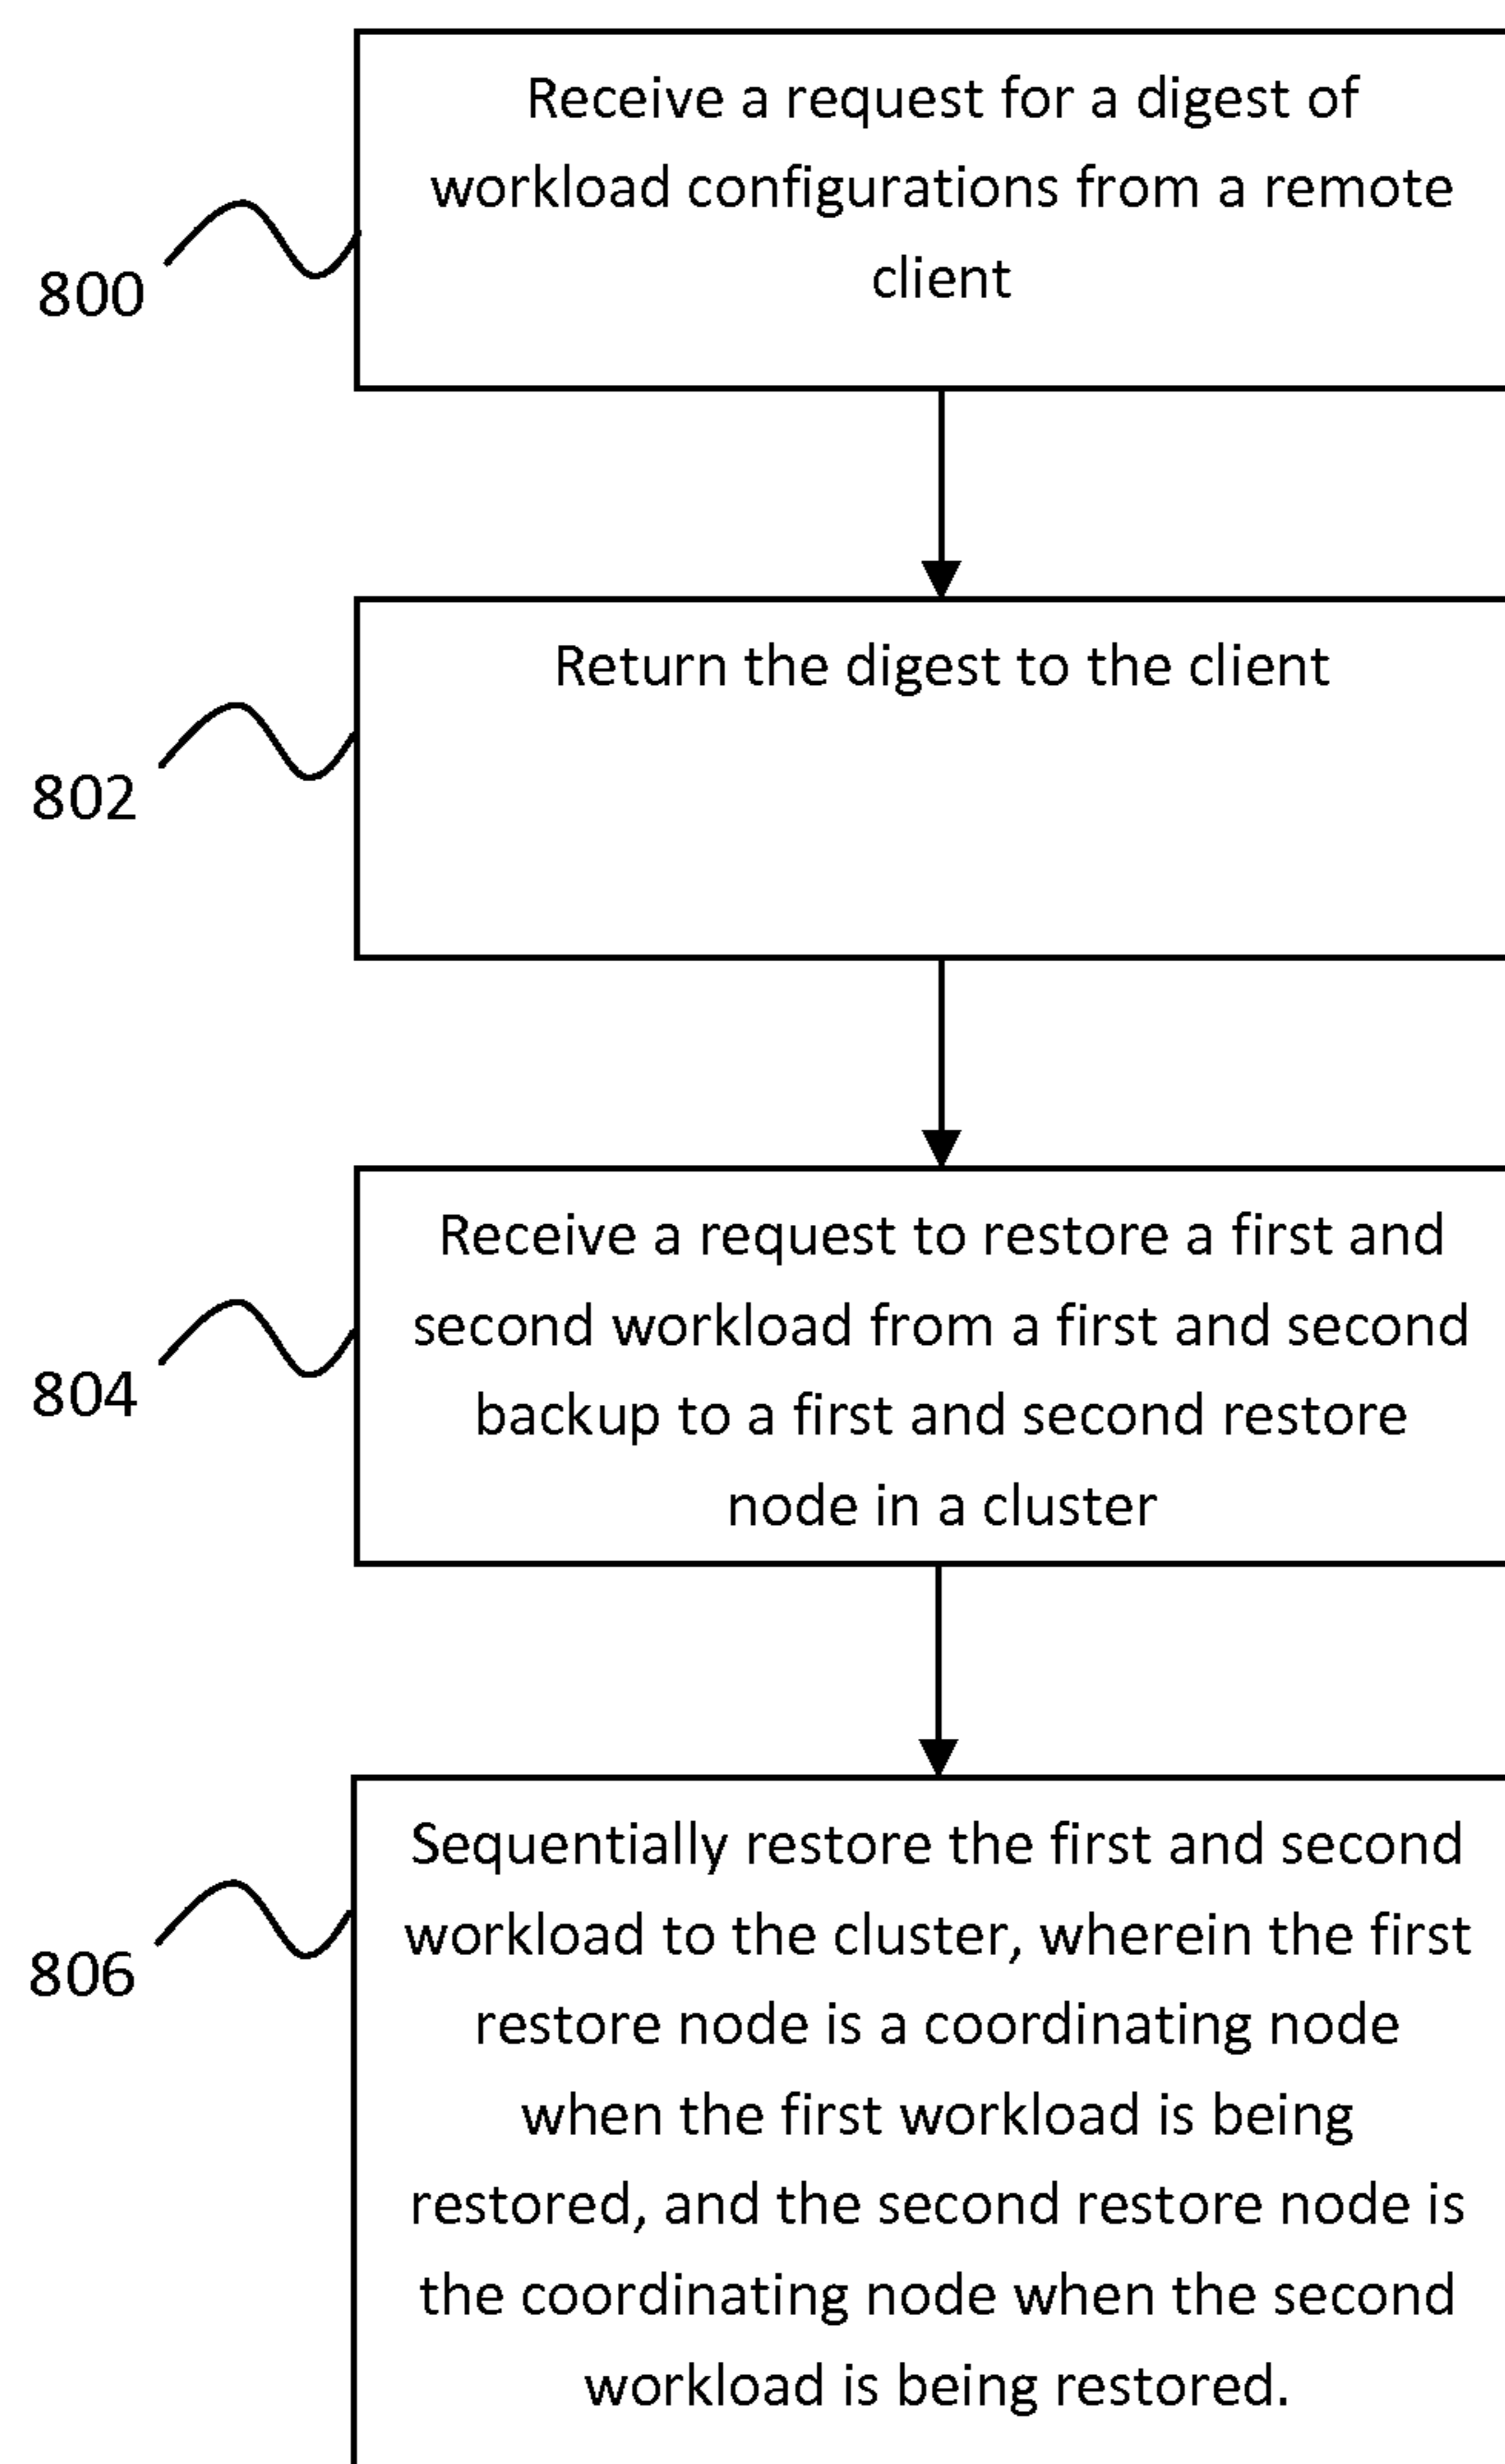 Receive a request for a digest of
workload configurations from a remote
client
800
Return the digest to the client
802
Receive a request to restore a first and
second workload from a first and second
backup to a first and second restore
node in a cluster
804
Sequentially restore the first and second
workload to the cluster, wherein the first
restore node is a coordinating node
when the first workload is being
restored, and the second restore node is
the coordinating node when the second
workload is being restored.
806